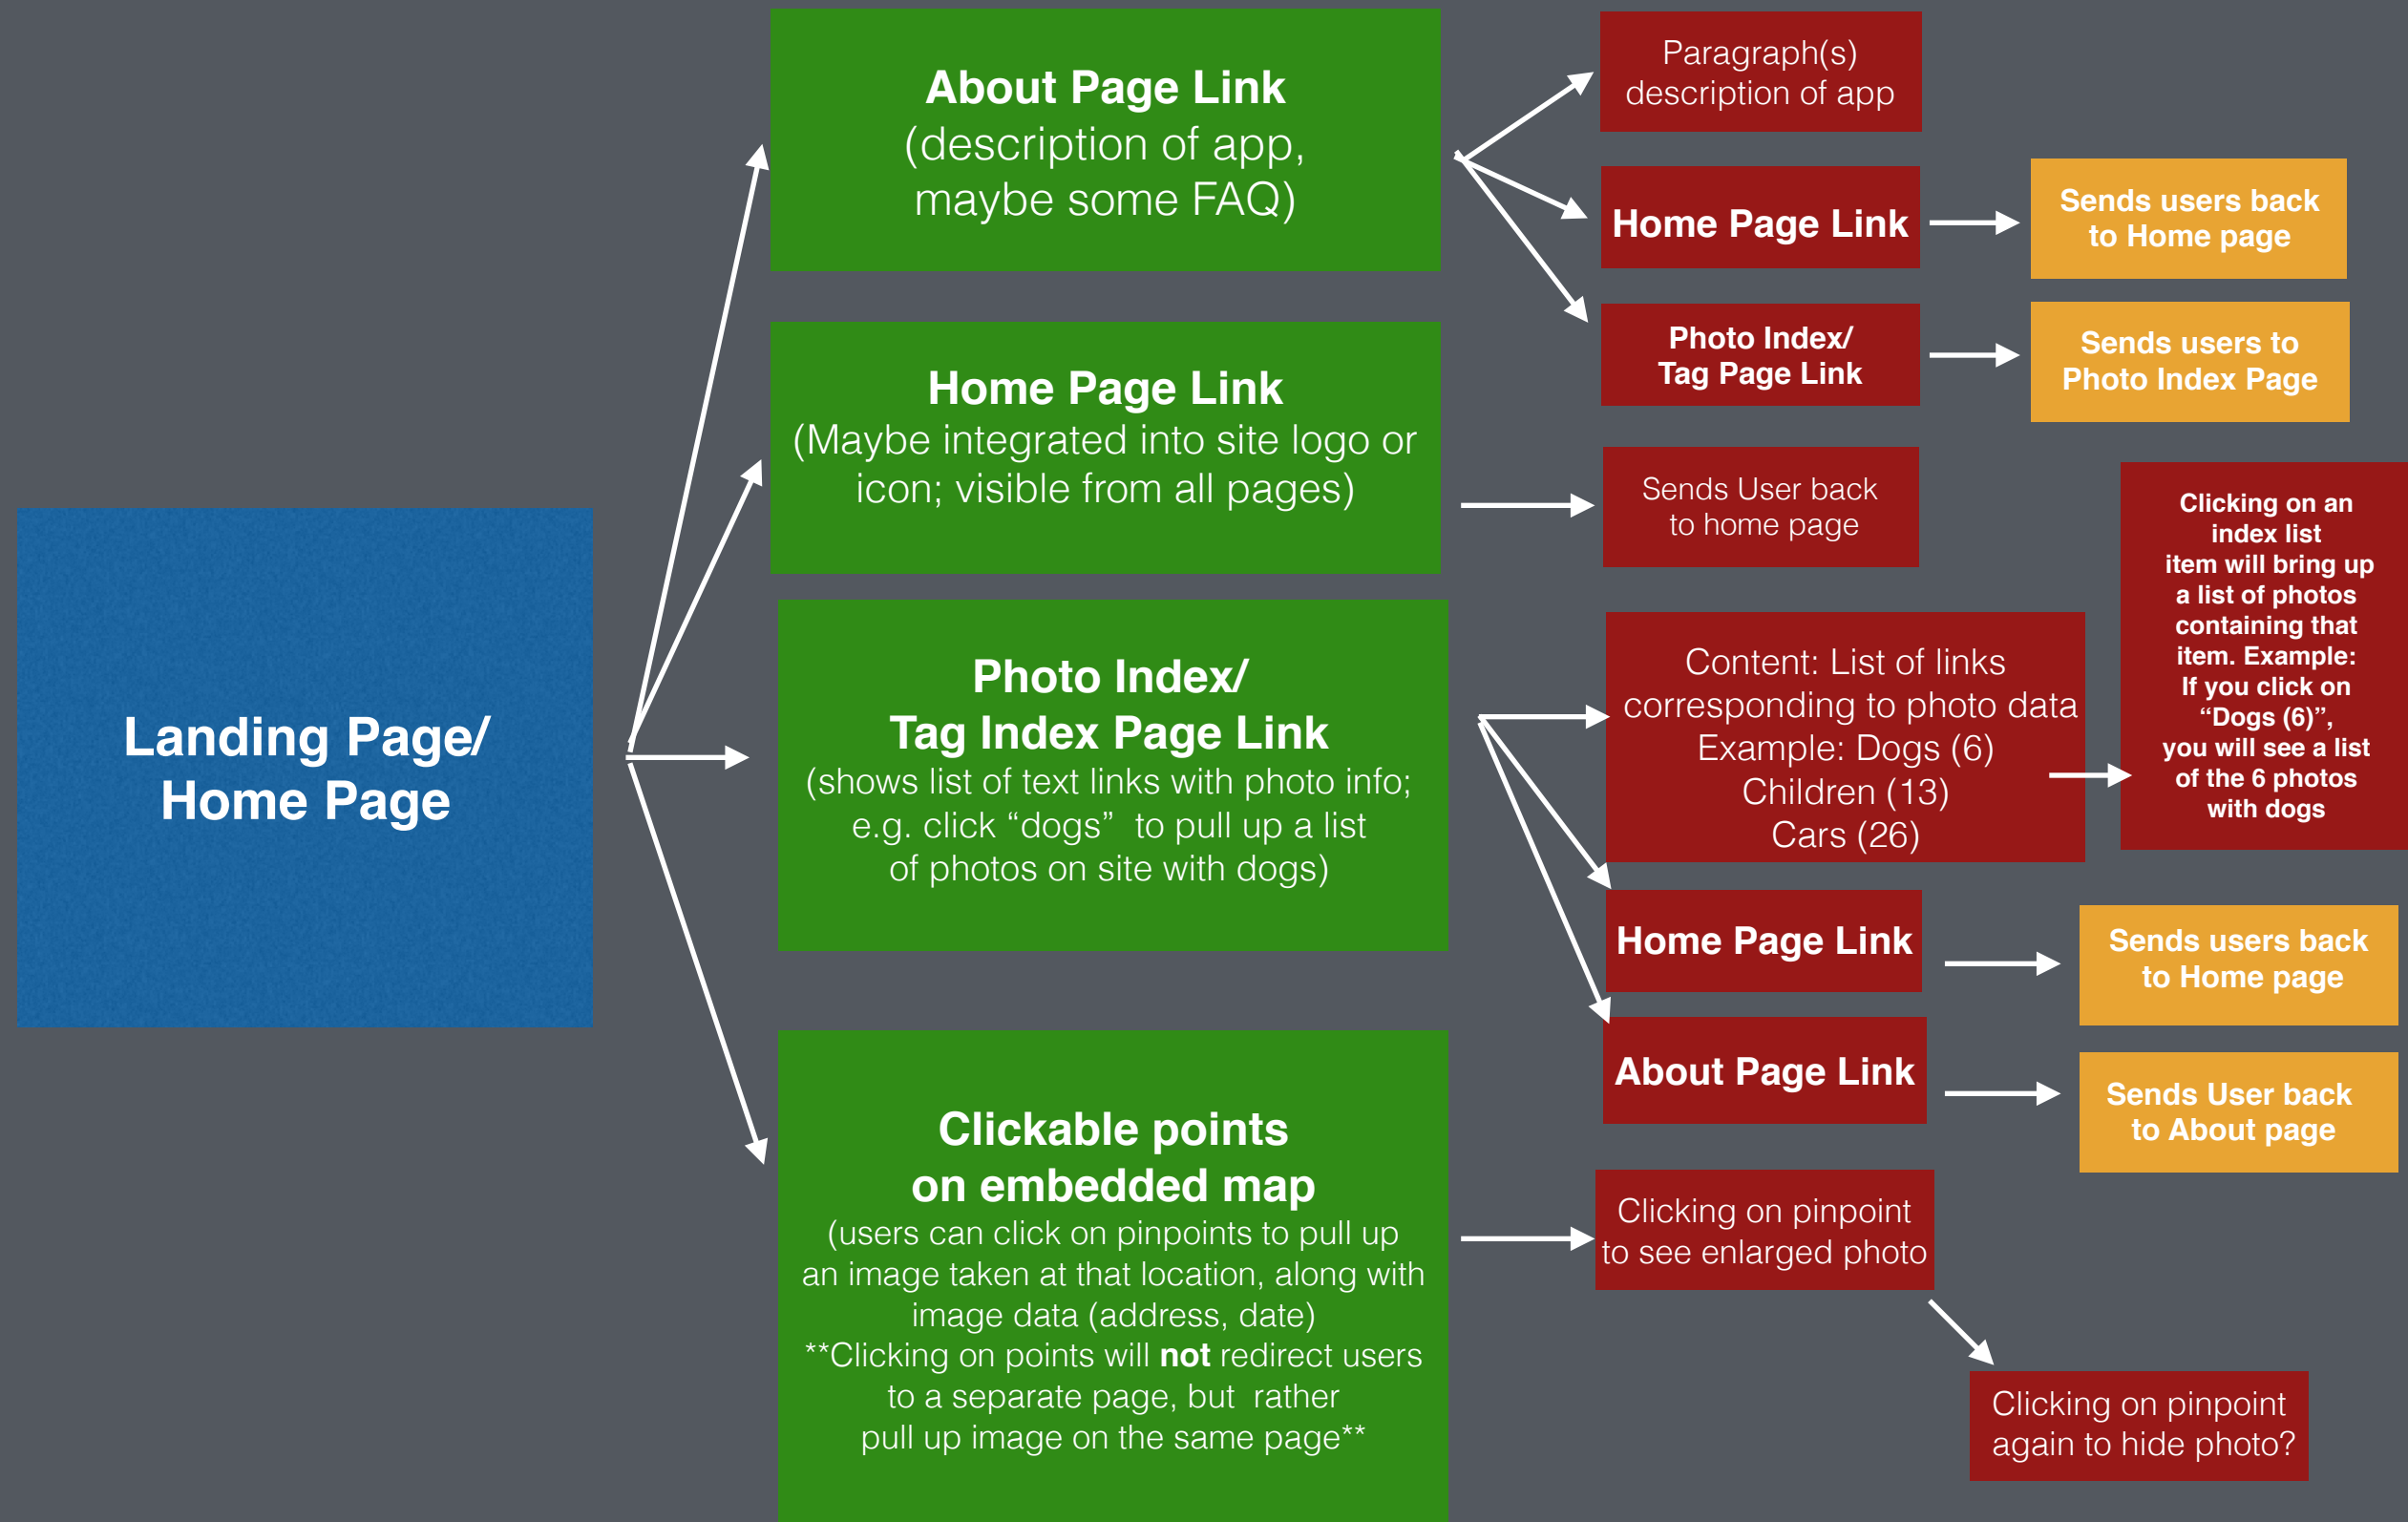 Landing Page/
Home Page
About Page Link
(description of app,
maybe some FAQ)
Paragraph(s)
description of app
Home Page Link
Sends users back
to Home page
Photo Index/
Tag Page Link
Sends users to
Photo Index Page
Home Page Link
(Maybe integrated into site logo or
icon; visible from all pages)
Sends User back
to home page
Photo Index/
Tag Index Page Link
(shows list of text links with photo info;
e.g. click “dogs”  to pull up a list
of photos on site with dogs)
Content: List of links
corresponding to photo data
Example: Dogs (6)
Children (13)
Cars (26)
Clicking on an
index list
item will bring up
a list of photos
containing that
item. Example:
If you click on
“Dogs (6)”,
you will see a list
of the 6 photos
with dogs
Home Page Link
Sends users back
to Home page
About Page Link
Sends User back
to About page
Clickable points
on embedded map
(users can click on pinpoints to pull up
an image taken at that location, along with
image data (address, date)
**Clicking on points will not redirect users
to a separate page, but  rather
pull up image on the same page**
Clicking on pinpoint
to see enlarged photo
Clicking on pinpoint
again to hide photo?